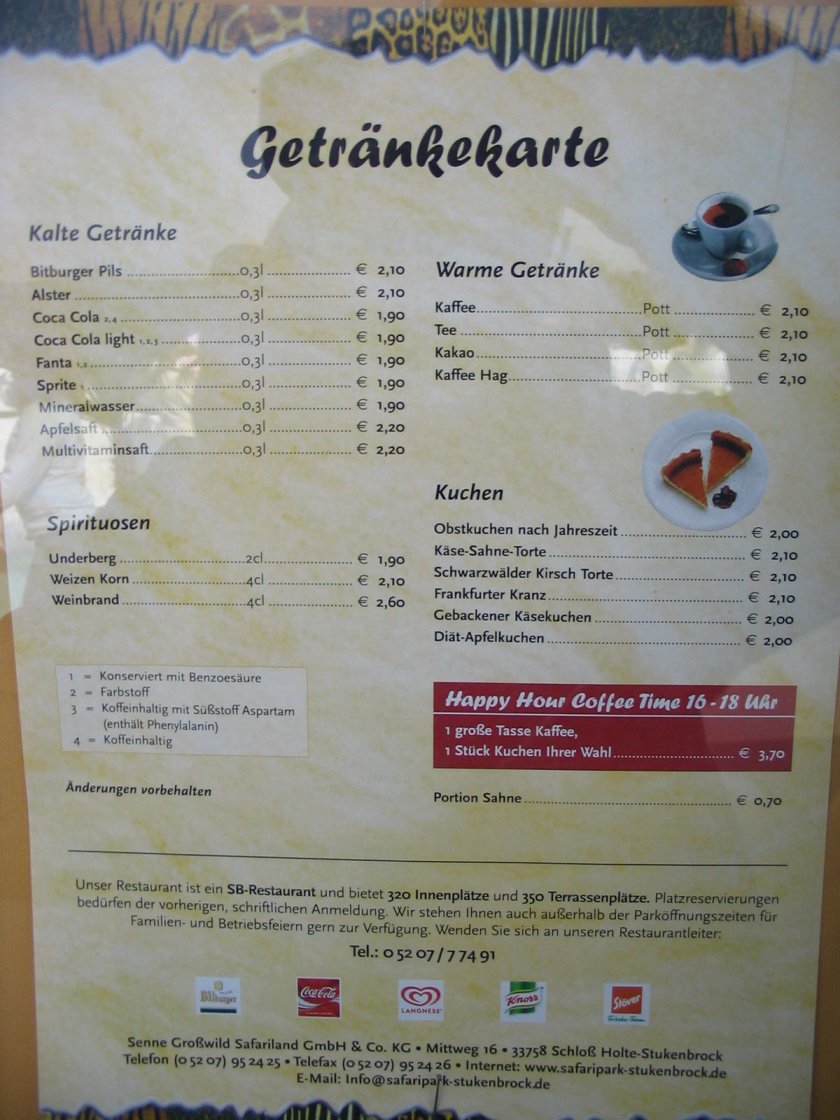 Getränkekarte
Kalte Getränke
Bitburger Pils ........................... 0,3l .................... € 2,10
Alster ........................................ 0,3l .................... € 2,10
Coca Cola 2,4 ............................. 0,3l .................... € 1,90
Coca Cola light 1,2,3 .................. 0,3l .................... € 1,90
Fanta 1,2 .................................... 0,3l .................... € 1,90
Sprite 1 ...................................... 0,3l .................... € 1,90
Mineralwasser .......................... 0,3l .................... € 1,90
Apfelsaft ................................... 0,3l .................... € 2,20
Multivitaminsaft ...................... 0,3l .................... € 2,20
Spirituosen
Underberg ................................ 2cl ..................... € 1,90
Weizen Korn ............................. 4cl ..................... € 2,10
Weinbrand ............................... 4cl ..................... € 2,60
1 = Konserviert mit Benzoesäure
2 = Farbstoff
3 = Koffeinhaltig mit Süßstoff Aspartam
(enthält Phenylalanin)
4 = Koffeinhaltig
Änderungen vorbehalten
Warme Getränke
Kaffee ........................................ Pott .................... € 2,10
Tee ............................................. Pott .................... € 2,10
Kakao ......................................... Pott .................... € 2,10
Kaffee Hag ................................. Pott .................... € 2,10
Kuchen
Obstkuchen nach Jahreszeit ............................... € 2,00
Käse-Sahne-Torte ................................................ € 2,10
Schwarzwälder Kirsch Torte ................................ € 2,10
Frankfurter Kranz ................................................ € 2,10
Gebackener Käsekuchen ..................................... € 2,00
Diät-Apfelkuchen ................................................ € 2,00
Happy Hour Coffee Time 16 - 18 Uhr
1 große Tasse Kaffee,
1 Stück Kuchen Ihrer Wahl ............................... € 3,70
Portion Sahne ...................................................... € 0,70
Unser Restaurant ist ein SB-Restaurant und bietet 320 Innenplätze und 350 Terrassenplätze. Platzreservierungen
bedürfen der vorherigen, schriftlichen Anmeldung. Wir stehen Ihnen auch außerhalb der Parköffnungszeiten für
Familien- und Betriebsfeiern gern zur Verfügung. Wenden Sie sich an unseren Restaurantleiter:
Tel.: 0 52 07 / 7 74 91
Bitburger Coca-Cola LANGNESE Knorr Stöver
Frische-Team
Senne Großwild Safariland GmbH & Co. KG • Mittweg 16 • 33758 Schloß Holte-Stukenbrock
Telefon (0 52 07) 95 24 25 • Telefax (0 52 07) 95 24 26 • Internet: www.safaripark-stukenbrock.de
E-Mail: Info@safaripark-stukenbrock.de